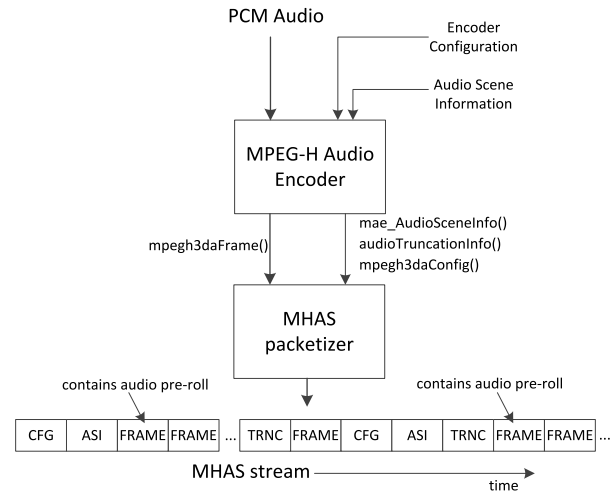 PCM Audio
Encoder
Configuration
Audio Scene
Information
MPEG-H Audio
Encoder
mpegh3daFrame()
mae_AudioSceneInfo()
audioTruncationInfo()
mpegh3daConfig()
MHAS
packetizer
contains audio pre-roll
contains audio pre-roll
CFG ASI FRAME FRAME ... TRNC FRAME CFG ASI TRNC FRAME FRAME ...
MHAS stream
time